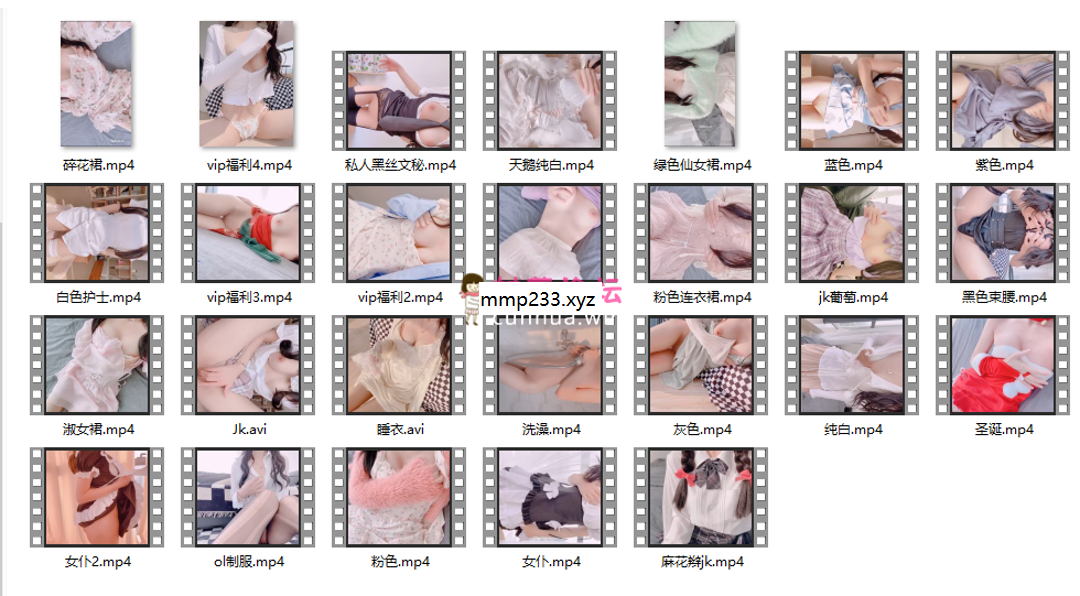 碎花裙.mp4
vip福利4.mp4
私人黑丝文秘.mp4
天鹅纯白.mp4
绿色仙女裙.mp4
蓝色.mp4
紫色.mp4
白色护士.mp4
vip福利3.mp4
vip福利2.mp4
粉色连衣裙.mp4
jk葡萄.mp4
黑色束腰.mp4
mmp233.xyz
坛
cunhua.wu
淑女裙.mp4
Jk.avi
睡衣.avi
洗澡.mp4
灰色.mp4
纯白.mp4
圣诞.mp4
女仆2.mp4
ol制服.mp4
粉色.mp4
女仆.mp4
麻花辫jk.mp4